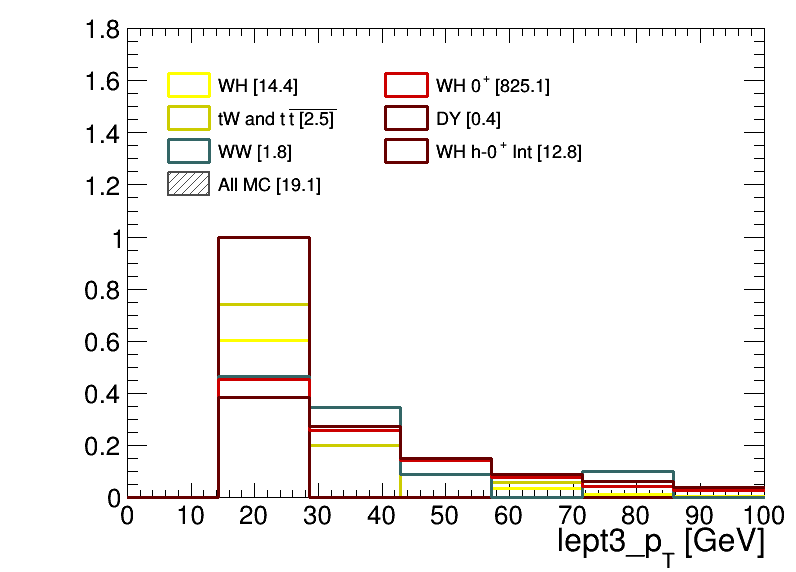 1.8
1.6
1.4
1.2
1
0.8
0.6
0.4
0.2
0
WH [14.4]
WH 0⁺ [825.1]
tW and t t̅ [2.5]
DY [0.4]
WW [1.8]
WH h-0⁺ Int [12.8]
All MC [19.1]
0 10 20 30 40 50 60 70 80 90 100
lept3_p_T [GeV]